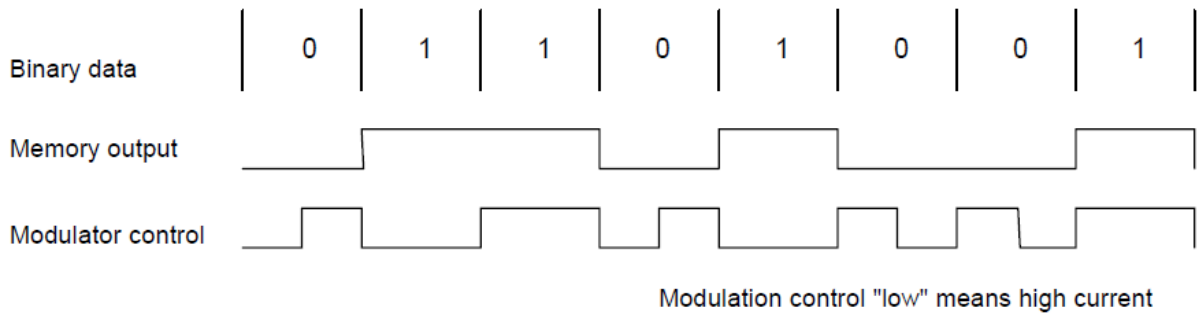 Binary data 0 1 1 0 1 0 0 1
Memory output
Modulator control
Modulation control "low" means high current